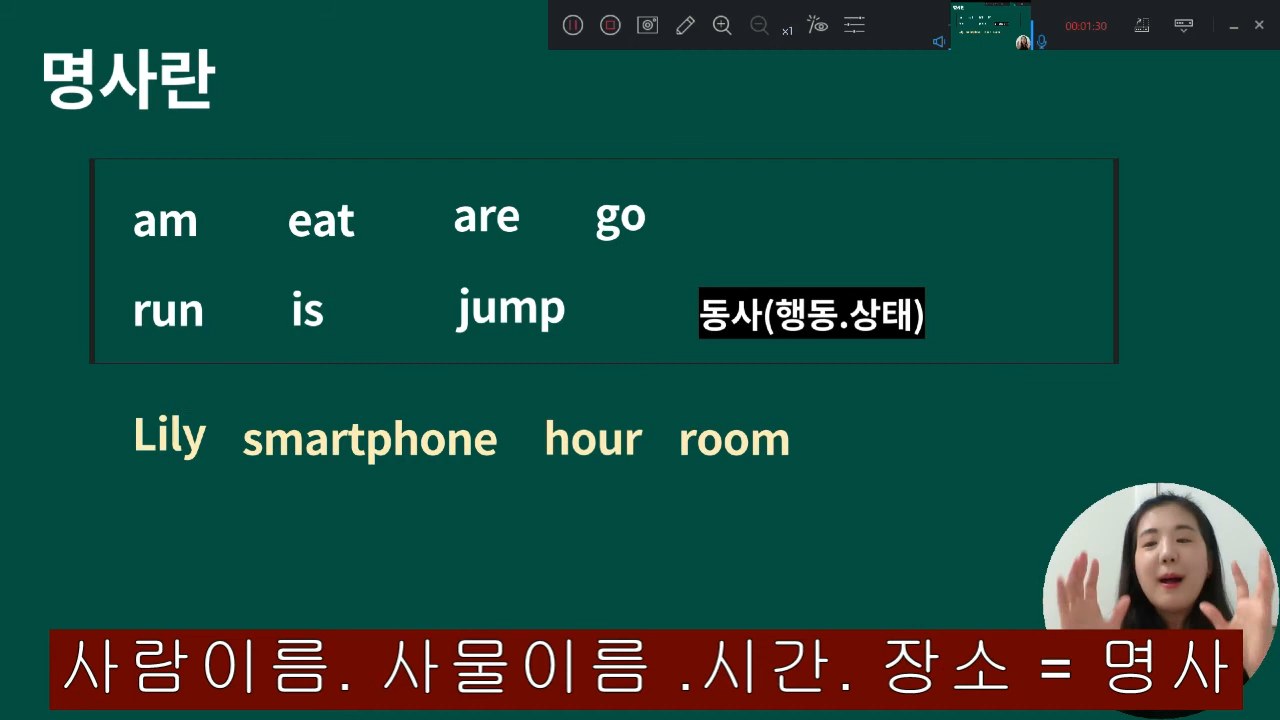 x1
00:01:30
명사란
am eat are go
run is jump 동사(행동.상태)
Lily smartphone hour room
사람이름. 사물이름 .시간. 장소 = 명사